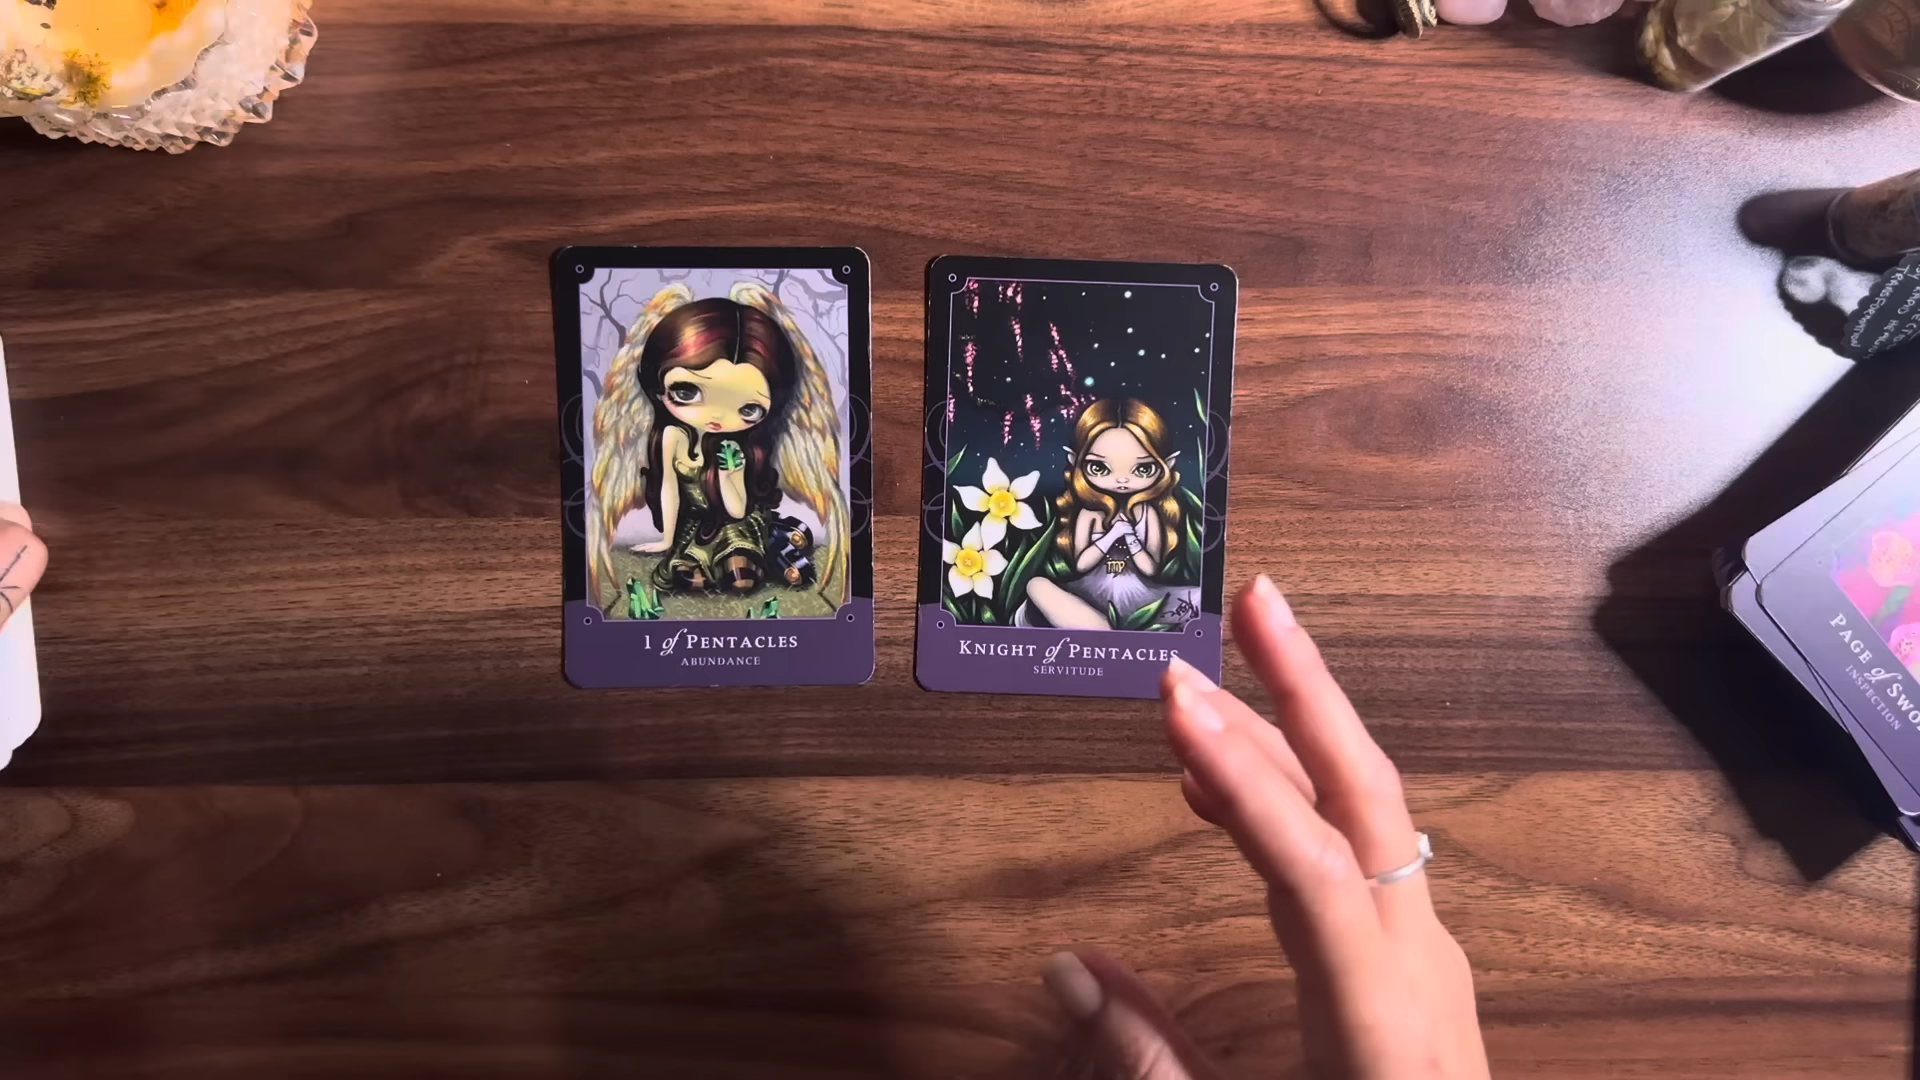 1 of PENTACLES
ABUNDANCE
KNIGHT of PENTACLES
SERVITUDE
PAGE of SWO
INSPECTION